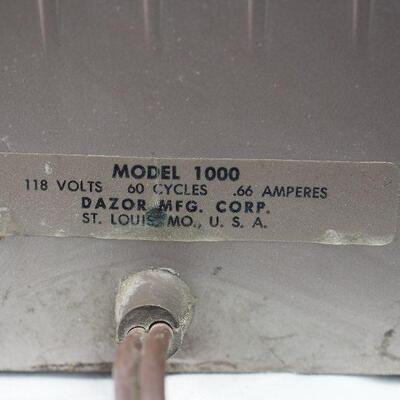 MODEL 1000
118 VOLTS 60 CYCLES .66 AMPERES
DAZOR MFG. CORP.
ST. LOUIS, MO., U. S. A.